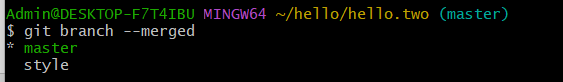 Admin@DESKTOP-F7T4IBU MINGW64 ~/hello/hello.two (master)
$ git branch --merged
* master
  style